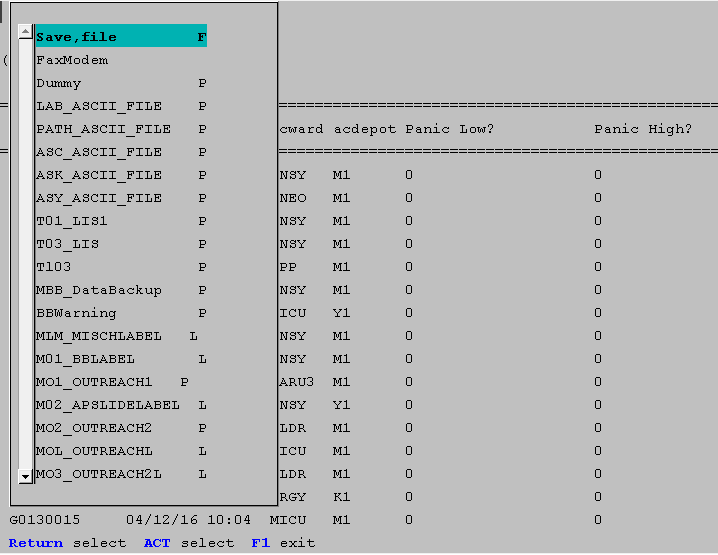 Save,file F
(
FaxModem
Dummy P
LAB_ASCII_FILE P
PATH_ASCII_FILE P cward acdepot Panic Low? Panic High?
ASC_ASCII_FILE P
ASK_ASCII_FILE P NSY M1 0 0
ASY_ASCII_FILE P NEO M1 0 0
T01_LIS1 P NSY M1 0 0
T03_LIS P NSY M1 0 0
Tl03 P PP M1 0 0
MBB_DataBackup P NSY M1 0 0
BBWarning P ICU Y1 0 0
MLM_MISCHLABEL L NSY M1 0 0
M01_BBLABEL L NSY M1 0 0
MO1_OUTREACH1 P ARU3 M1 0 0
M02_APSLIDELABEL L NSY Y1 0 0
MO2_OUTREACH2 P LDR M1 0 0
MOL_OUTREACHL L ICU M1 0 0
MO3_OUTREACH2L L LDR M1 0 0
RGY K1 0 0
G0130015 04/12/16 10:04 MICU M1 0 0
Return select ACT select F1 exit